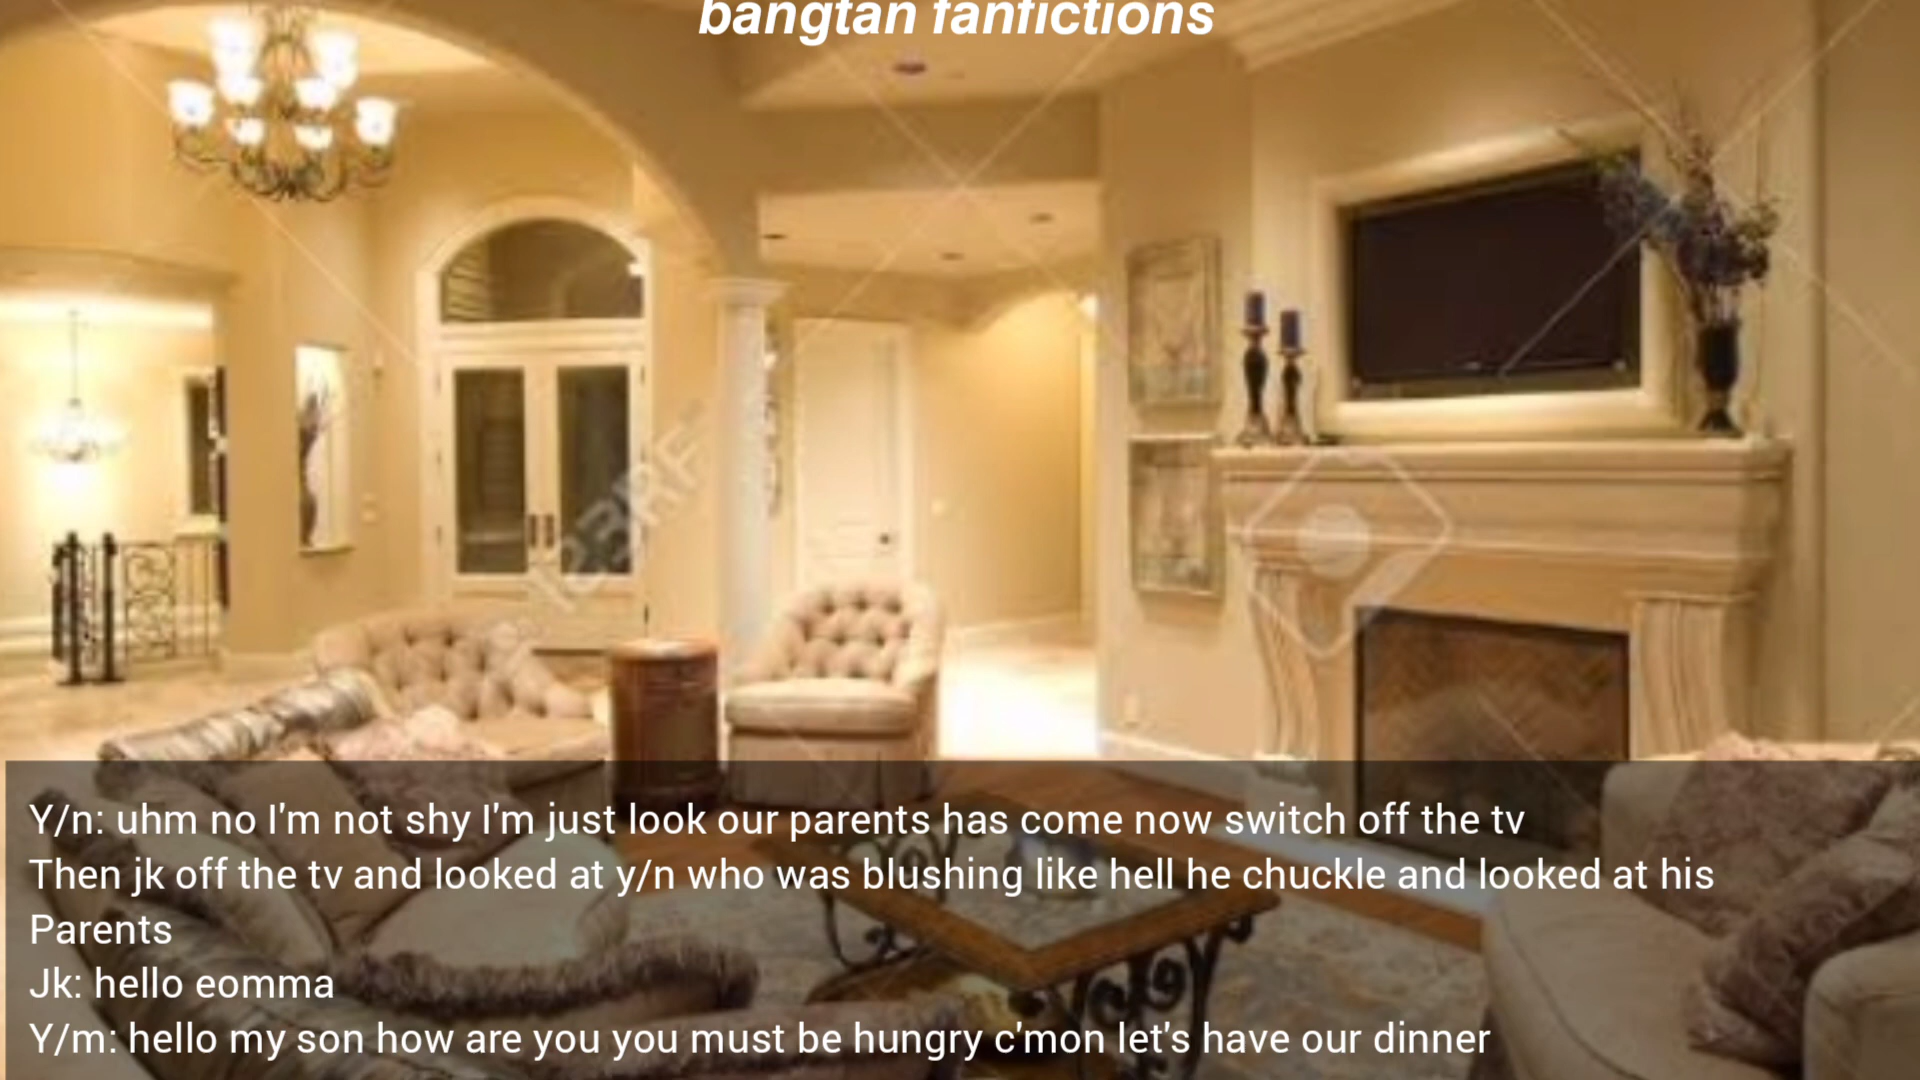 bangtan fanfictions
123RF
Y/n: uhm no I'm not shy I'm just look our parents has come now switch off the tv
Then jk off the tv and looked at y/n who was blushing like hell he chuckle and looked at his
Parents
Jk: hello eomma
Y/m: hello my son how are you you must be hungry c'mon let's have our dinner